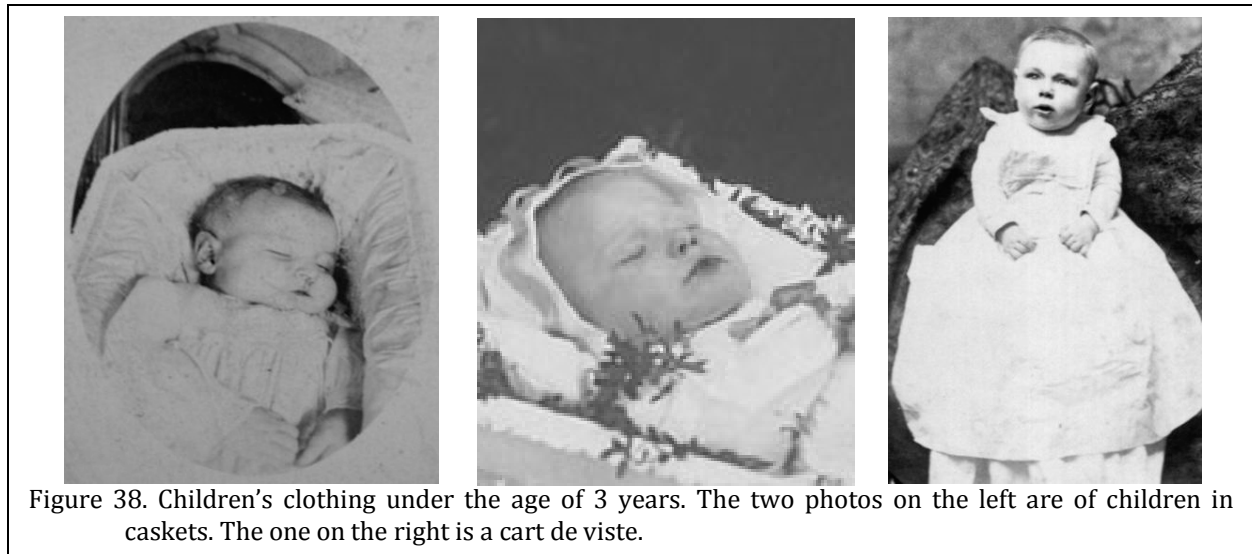 Figure 38. Children’s clothing under the age of 3 years. The two photos on the left are of children in
caskets. The one on the right is a cart de viste.